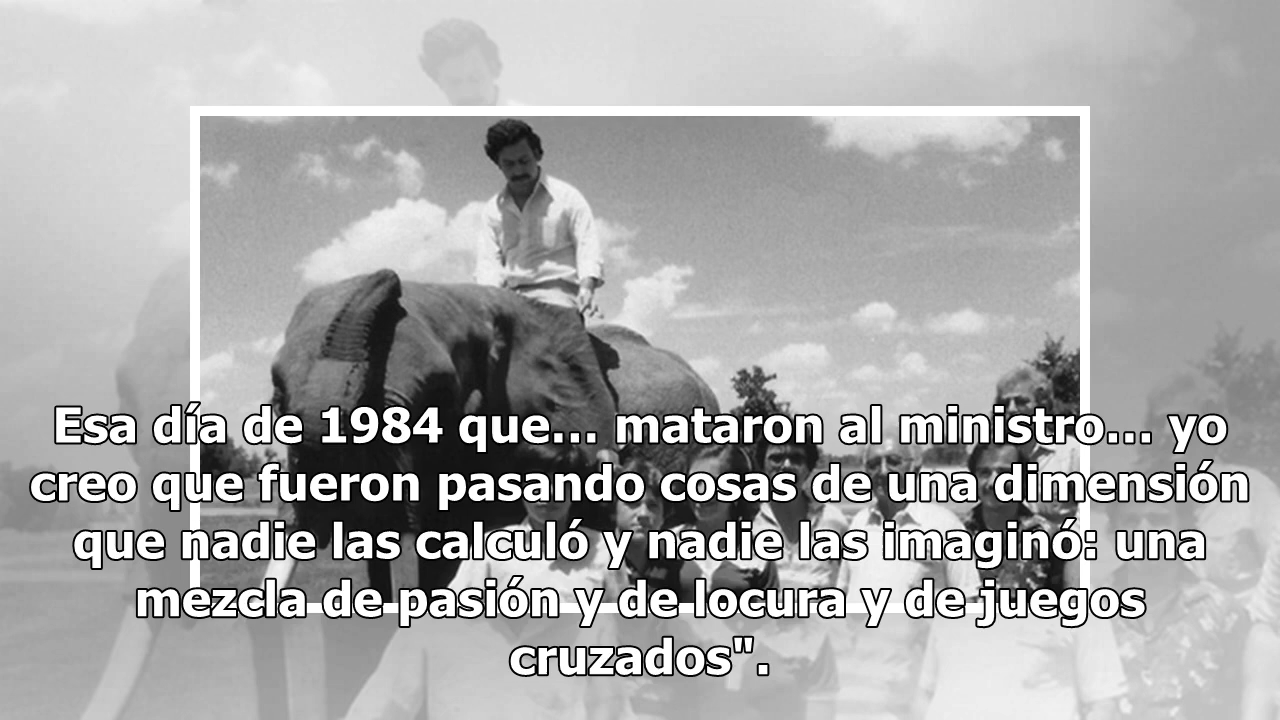 Esa día de 1984 que... mataron al ministro... yo
creo que fueron pasando cosas de una dimensión
que nadie las calculó y nadie las imaginó: una
mezcla de pasión y de locura y de juegos
cruzados".